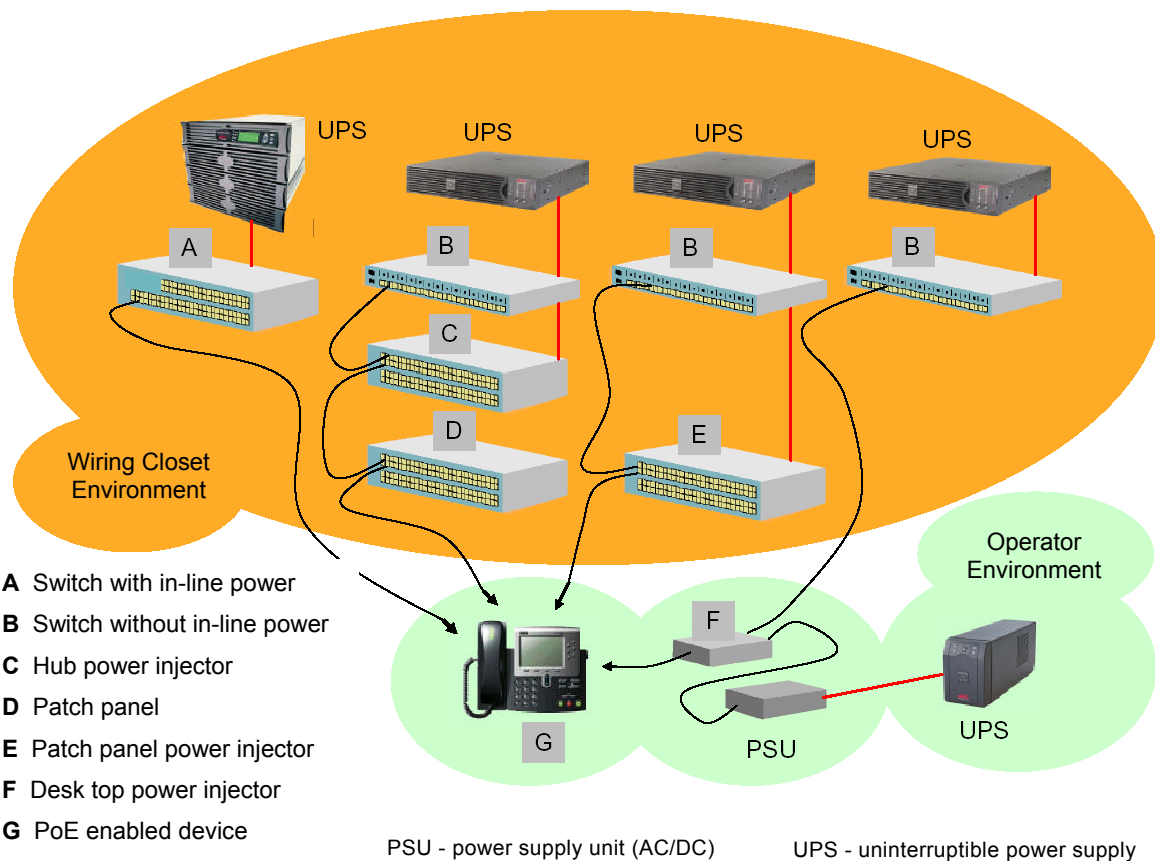 UPS
UPS
UPS
UPS
A
B
B
B
C
D
E
Wiring Closet
Environment
Operator
Environment
A Switch with in-line power
B Switch without in-line power
C Hub power injector
D Patch panel
E Patch panel power injector
F Desk top power injector
G PoE enabled device
F
G
PSU
UPS
PSU - power supply unit (AC/DC)
UPS - uninterruptible power supply